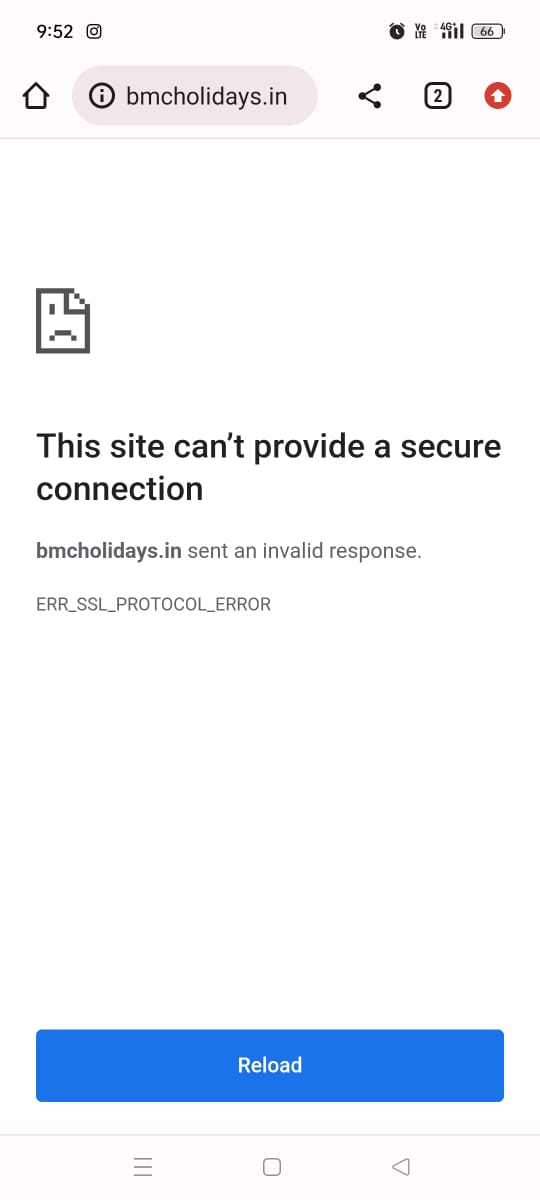 9:52 Vo LTE 4G+ 66
bmcholidays.in 2
This site can’t provide a secure
connection
bmcholidays.in sent an invalid response.
ERR_SSL_PROTOCOL_ERROR
Reload